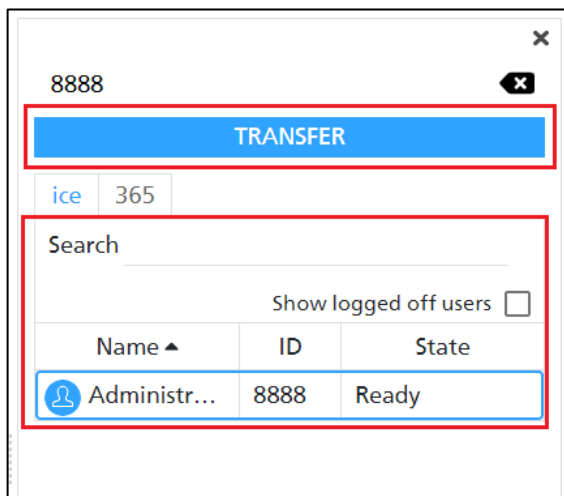 8888
TRANSFER
ice 365
Search
Show logged off users
Name ID State
Administr... 8888 Ready